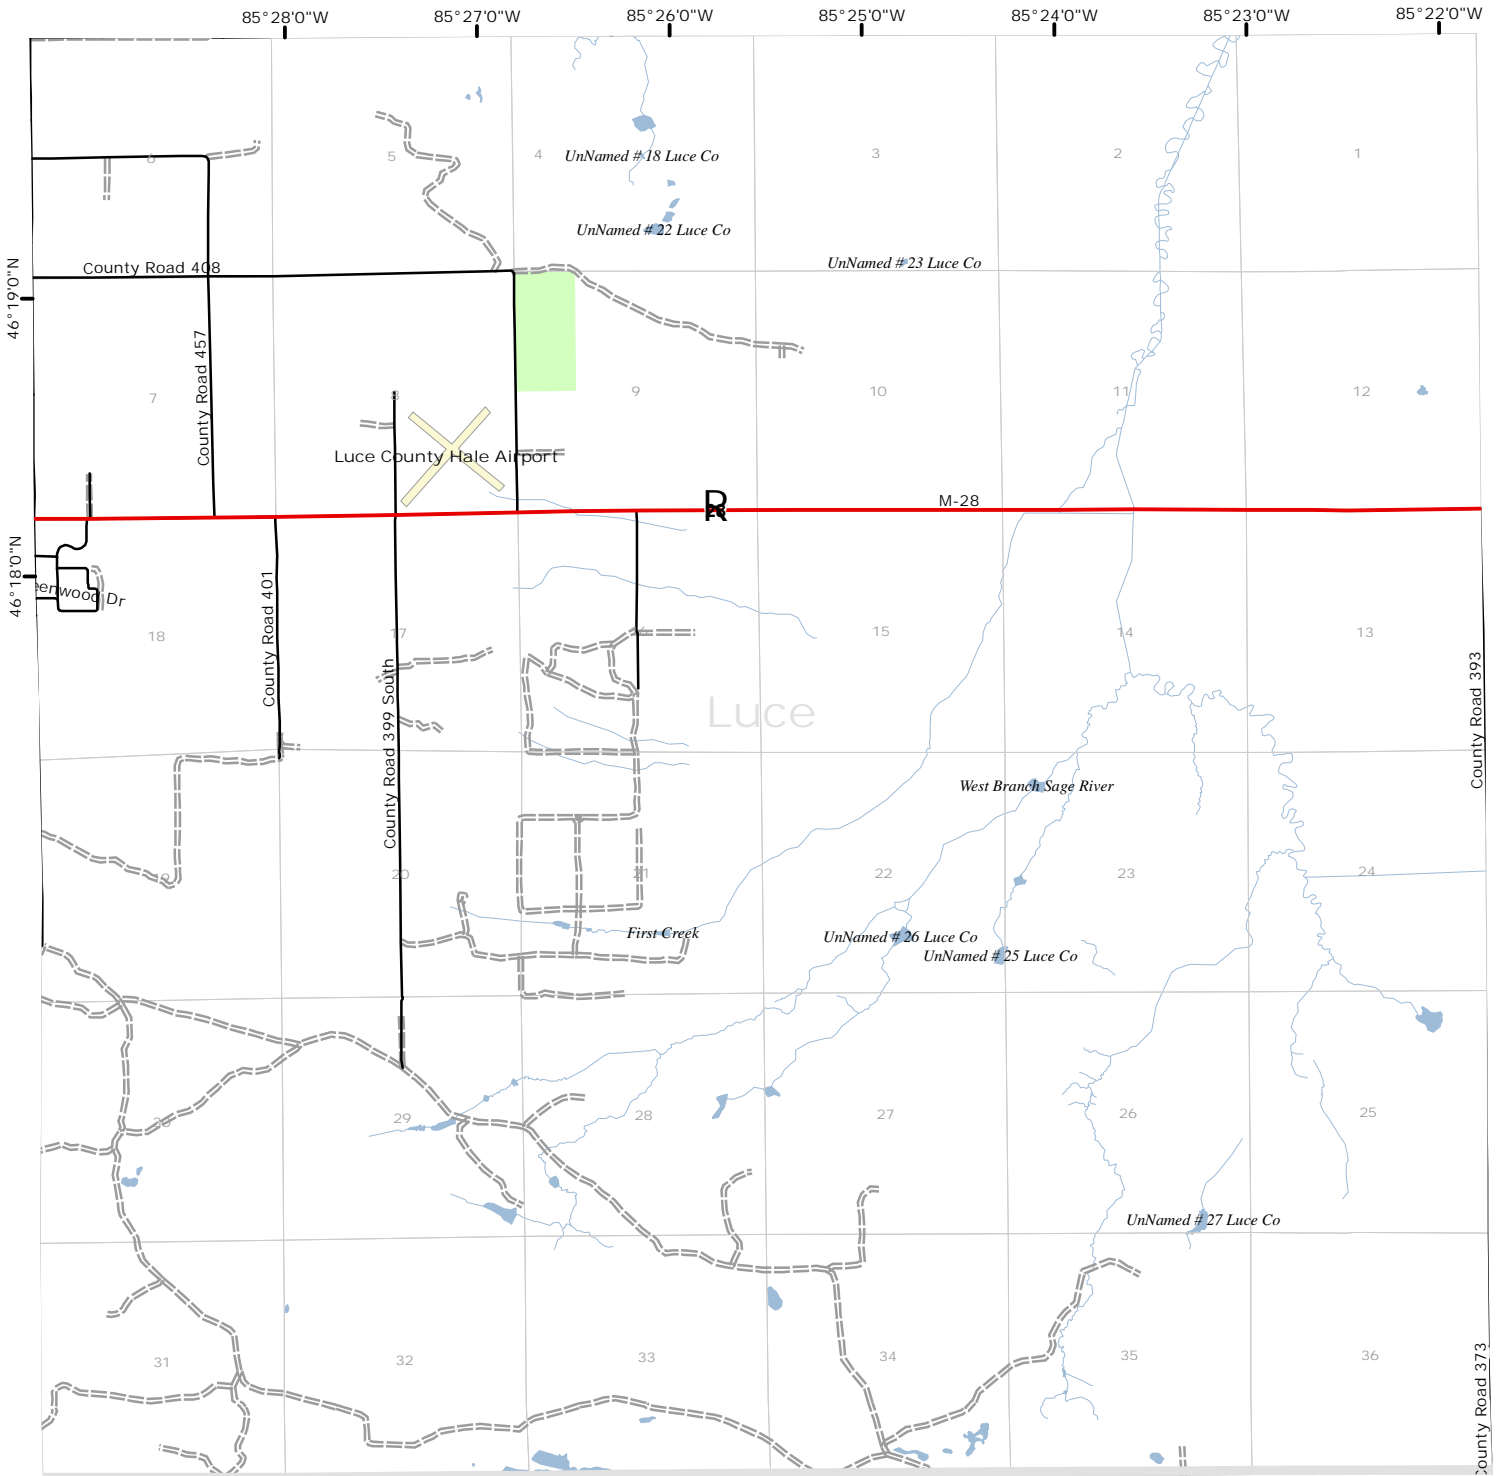 85°28'0"W
85°27'0"W
85°26'0"W
85°25'0"W
85°24'0"W
85°23'0"W
85°22'0"W
6
5
4
UnNamed # 18 Luce Co
3
2
1
UnNamed # 22 Luce Co
County Road 408
UnNamed # 23 Luce Co
46°19'0"N
County Road 457
7
8
9
10
11
12
Luce County Hale Airport
M-28
R
46°18'0"N
eenwood Dr
18
County Road 401
17
15
14
13
County Road 399 South
Luce
County Road 393
West Branch Sage River
19
20
21
22
23
24
First Creek
UnNamed # 26 Luce Co
UnNamed # 25 Luce Co
30
29
28
27
26
25
UnNamed # 27 Luce Co
31
32
33
34
35
36
County Road 373